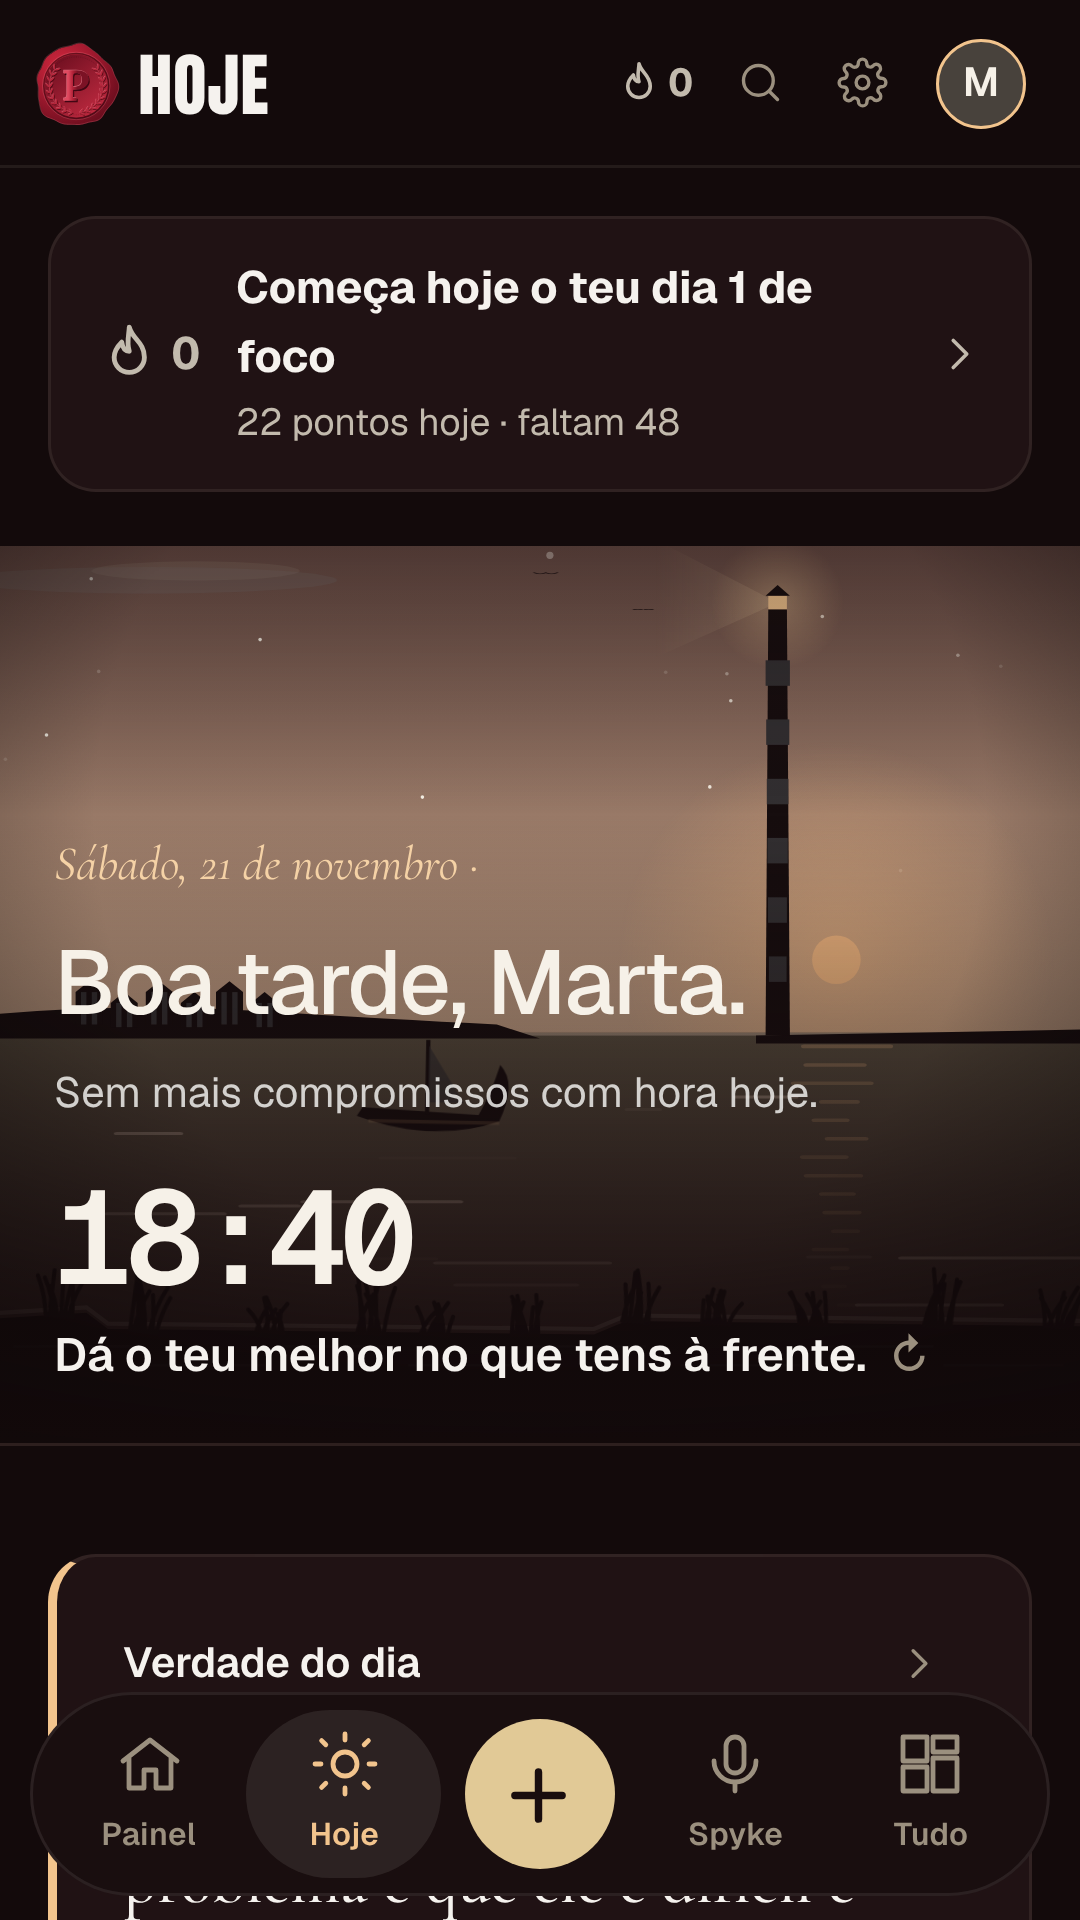 P
HOJE
0
M
Começa hoje o teu dia 1 de
foco
0
22 pontos hoje · faltam 48
Sábado, 21 de novembro ·
Boa tarde, Marta.
Sem mais compromissos com hora hoje.
18:40
Dá o teu melhor no que tens à frente.
Verdade do dia
Painel
Hoje
Spyke
Tudo